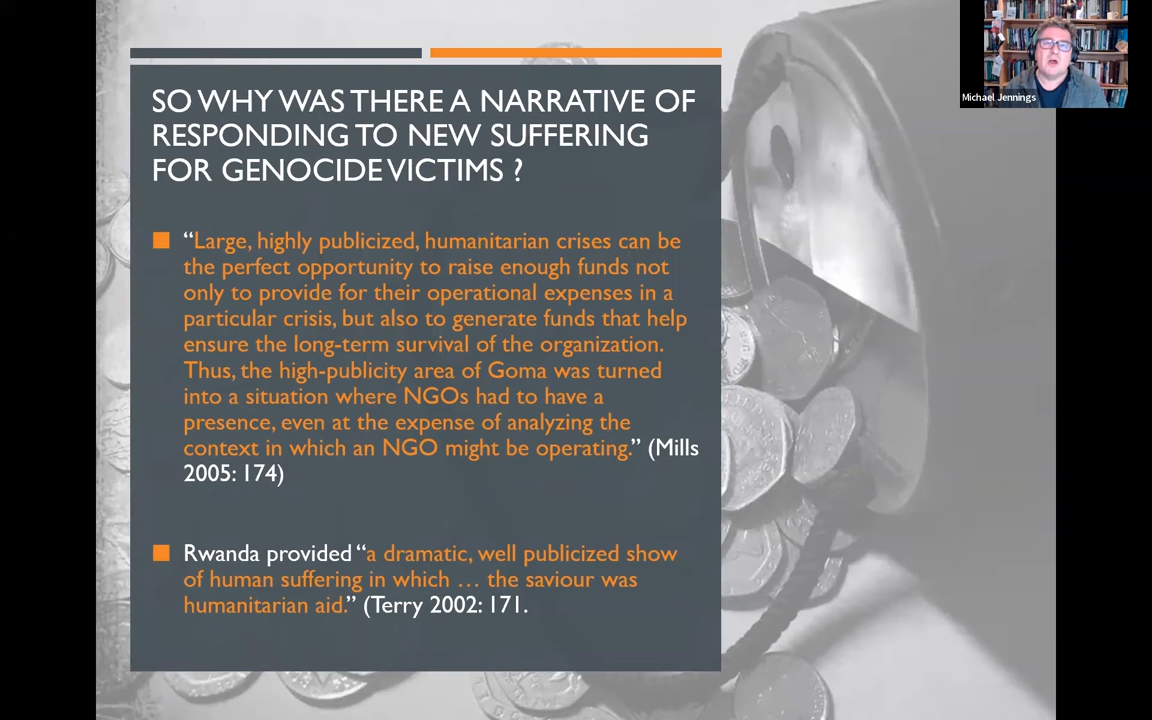 SO WHY WAS THERE A NARRATIVE OF
RESPONDING TO NEW SUFFERING
FOR GENOCIDE VICTIMS ?
“Large, highly publicized, humanitarian crises can be
the perfect opportunity to raise enough funds not
only to provide for their operational expenses in a
particular crisis, but also to generate funds that help
ensure the long-term survival of the organization.
Thus, the high-publicity area of Goma was turned
into a situation where NGOs had to have a
presence, even at the expense of analyzing the
context in which an NGO might be operating.” (Mills
2005: 174)
Rwanda provided “a dramatic, well publicized show
of human suffering in which … the saviour was
humanitarian aid.” (Terry 2002: 171.
Michael Jennings